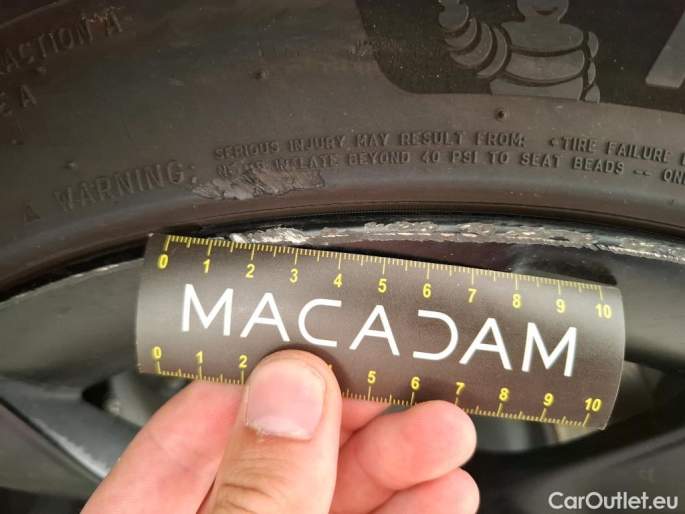 RACTION A
E A
⚠ WARNING:
SERIOUS INJURY MAY RESULT FROM: •TIRE FAILURE
NEVER INFLATE BEYOND 40 PSI TO SEAT BEADS -- ON
0 1 2 3 4 5 6 7 8 9 10
MACADAM
0 1 2 5 6 7 8 9 10
CarOutlet.eu